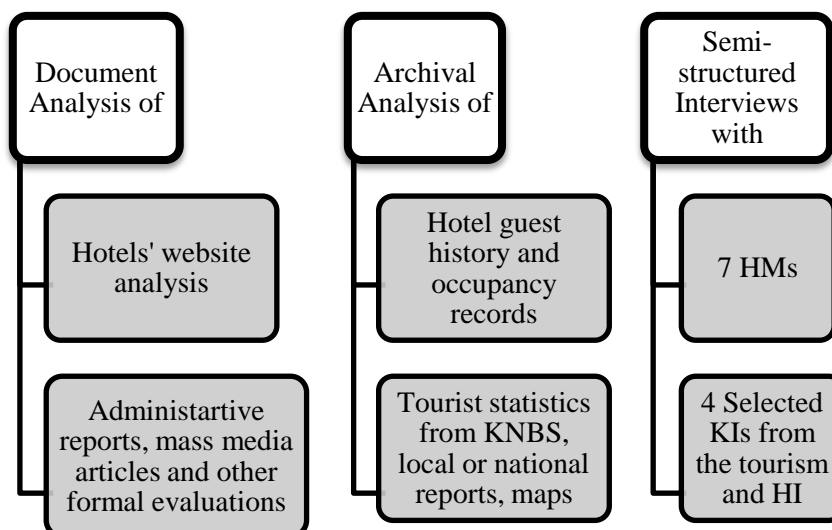 Document
Analysis of
Hotels' website
analysis
Administartive
reports, mass media
articles and other
formal evaluations
Archival
Analysis of
Hotel guest
history and
occupancy
records
Tourist statistics
from KNBS,
local or national
reports, maps
Semi-
structured
Interviews
with
7 HMs
4 Selected
KIs from
the tourism
and HI